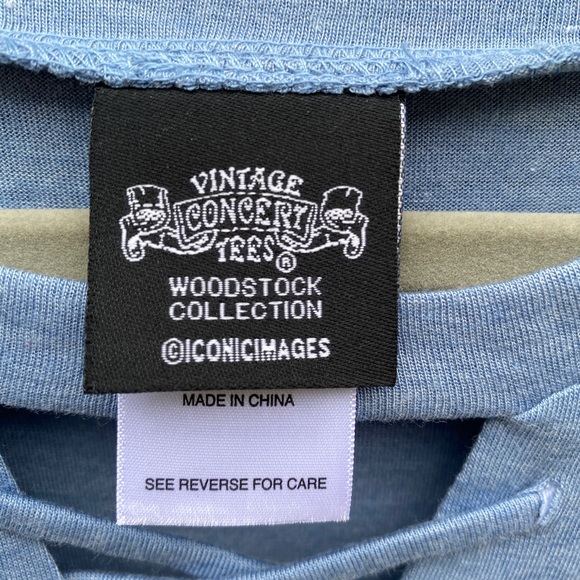 VINTAGE
CONCERT
TEES®
WOODSTOCK
COLLECTION
©ICONICIMAGES
MADE IN CHINA
SEE REVERSE FOR CARE